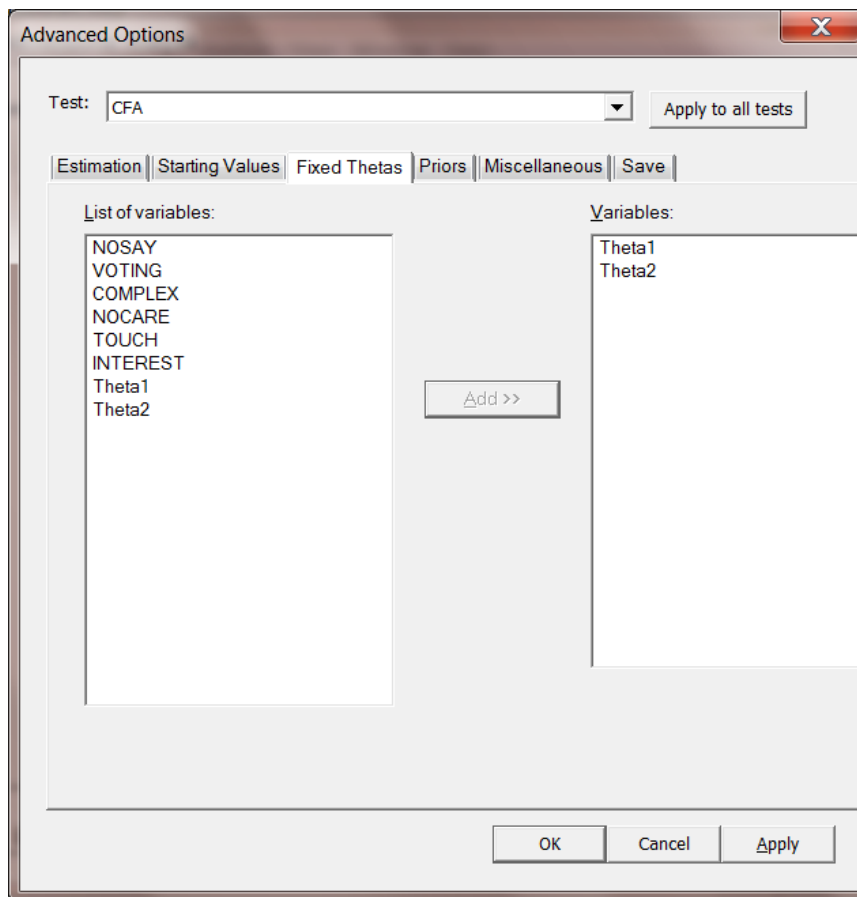 Advanced Options
X
Test:
CFA
Apply to all tests
Estimation Starting Values Fixed Thetas Priors Miscellaneous Save
List of variables:
NOSAY
VOTING
COMPLEX
NOCARE
TOUCH
INTEREST
Theta1
Theta2
Add >>
Variables:
Theta1
Theta2
OK
Cancel
Apply